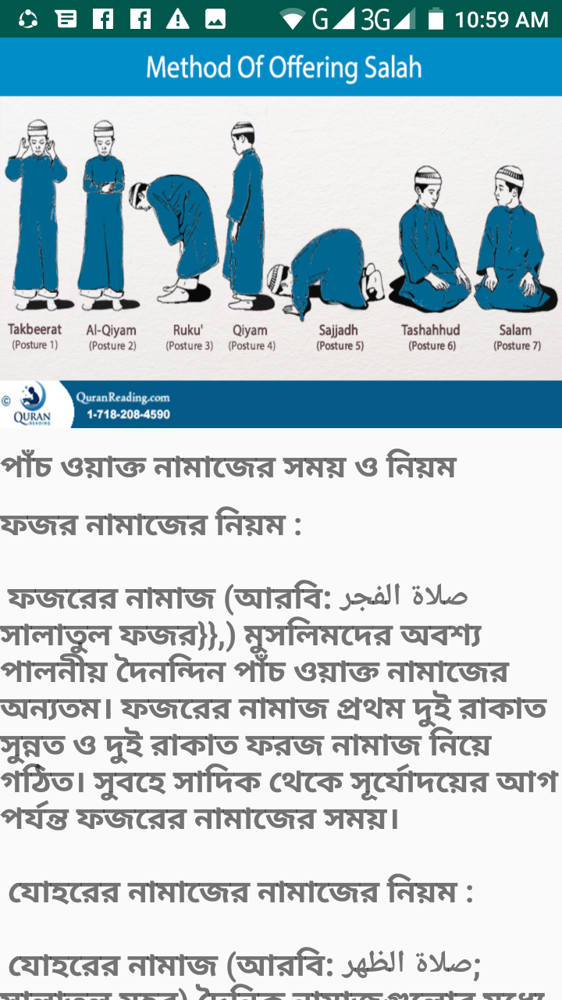 G 3G 10:59 AM
Method Of Offering Salah
Takbeerat Al-Qiyam Ruku' Qiyam Sajjadh Tashahhud Salam
(Posture 1) (Posture 2) (Posture 3) (Posture 4) (Posture 5) (Posture 6) (Posture 7)
© QURAN READING
QuranReading.com
1-718-208-4590
পাঁচ ওয়াক্ত নামাজের সময় ও নিয়ম
ফজর নামাজের নিয়ম :
ফজরের নামাজ (আরবি: صلاة الفجر
সালাতুল ফজর}},) মুসলিমদের অবশ্য
পালনীয় দৈনন্দিন পাঁচ ওয়াক্ত নামাজের
অন্যতম। ফজরের নামাজ প্রথম দুই রাকাত
সুন্নত ও দুই রাকাত ফরজ নামাজ নিয়ে
গঠিত। সুবহে সাদিক থেকে সূর্যোদয়ের আগ
পর্যন্ত ফজরের নামাজের সময়।
যোহরের নামাজের নামাজের নিয়ম :
যোহরের নামাজ (আরবি: صلاة الظهر;